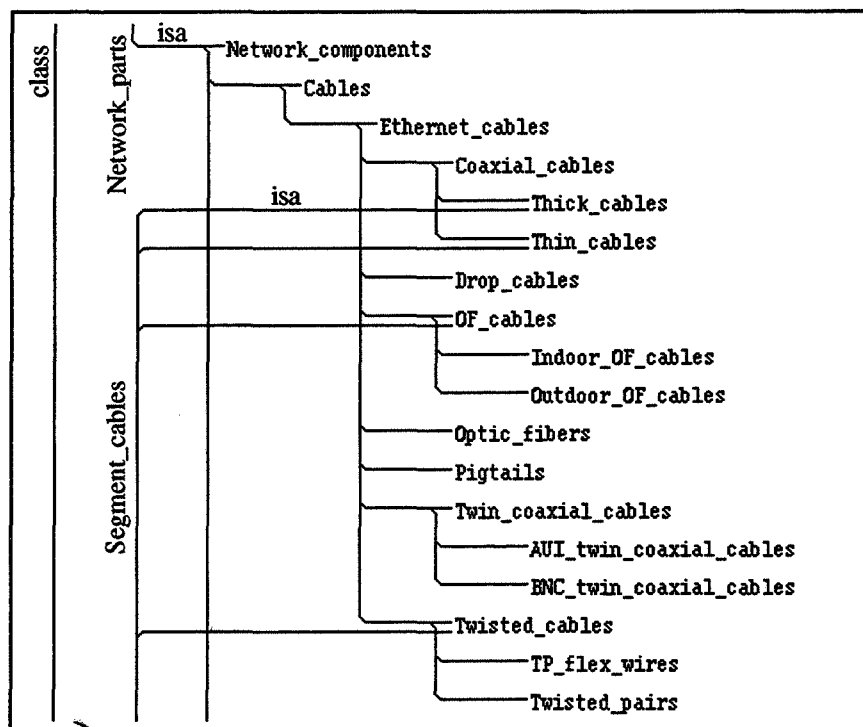 class
Network_parts
isa
Network_components
Cables
Ethernet_cables
Coaxial_cables
isa
Thick_cables
Thin_cables
Drop_cables
OF_cables
Indoor_OF_cables
Outdoor_OF_cables
Segment_cables
Optic_fibers
Pigtails
Twin_coaxial_cables
AUI_twin_coaxial_cables
BNC_twin_coaxial_cables
Twisted_cables
TP_flex_wires
Twisted_pairs